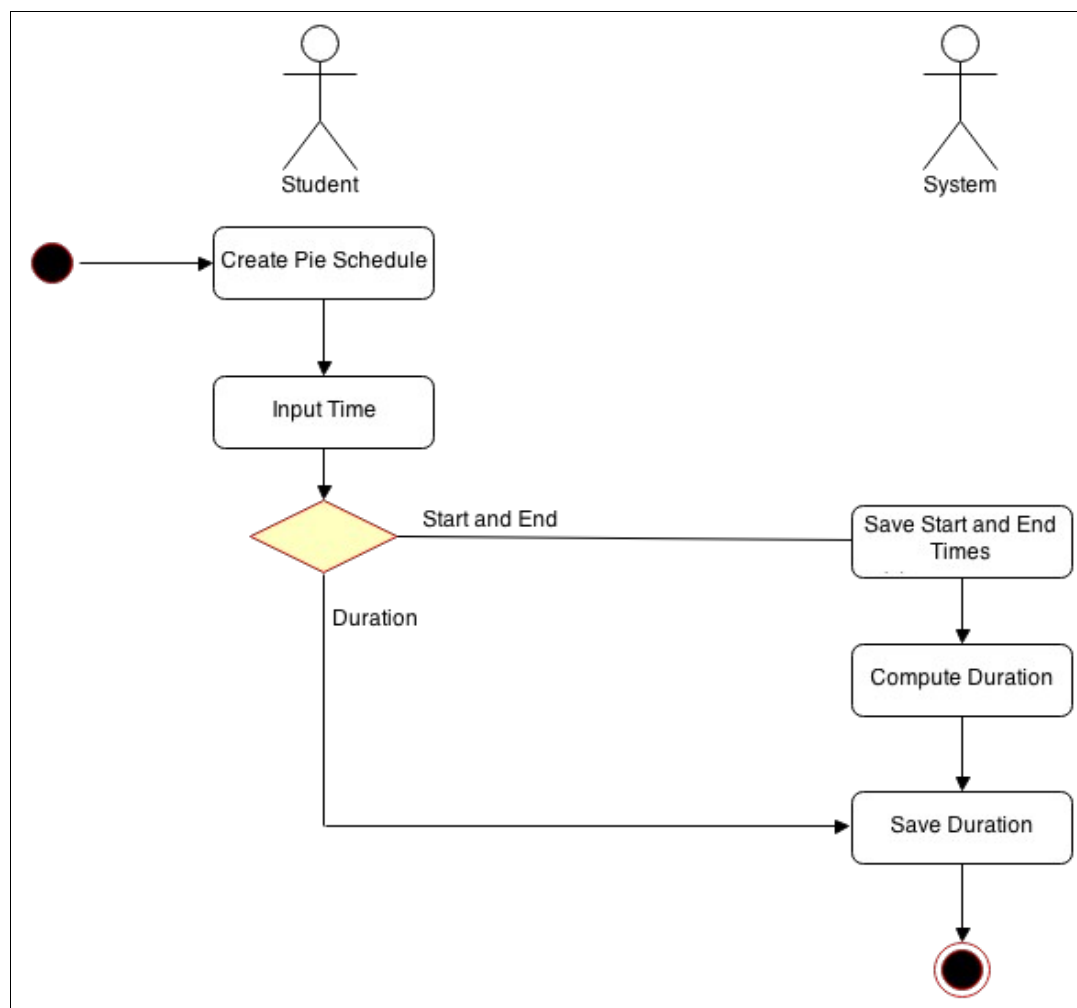 Student
System
Create Pie Schedule
Input Time
Start and End
Save Start and End
Times
Duration
Compute Duration
Save Duration